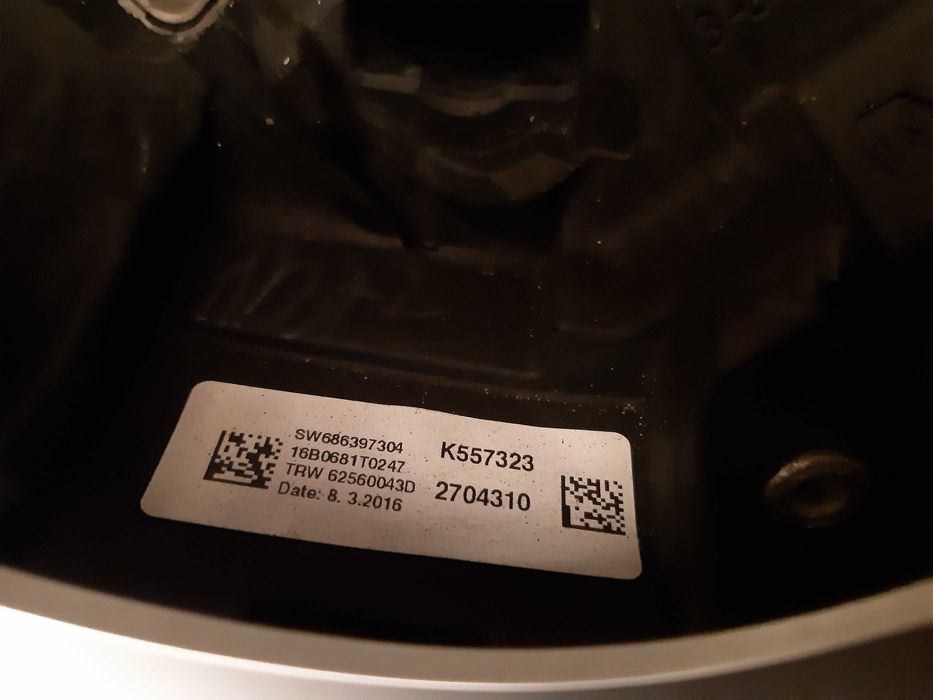 SW686397304
16B0681T0247
TRW 62560043D
Date: 8. 3.2016
K557323
2704310